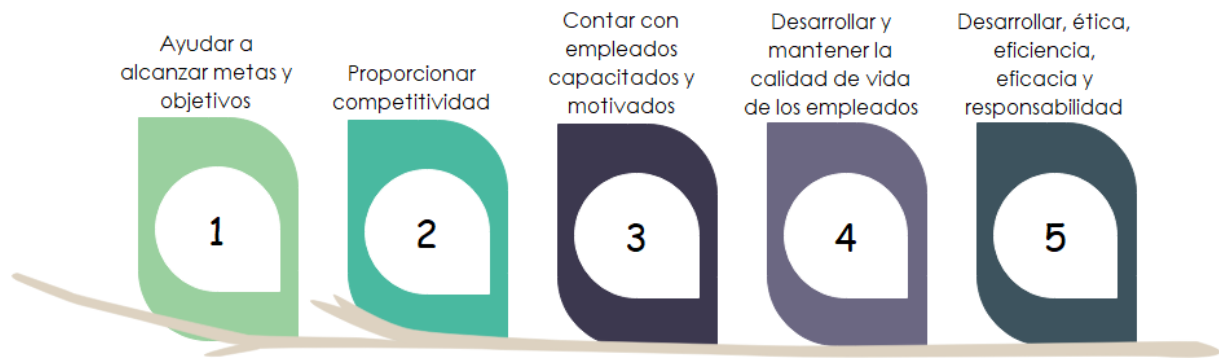 Ayudar a
alcanzar metas y
objetivos
Proporcionar
competitividad
Contar con
empleados
capacitados y
motivados
Desarrollar y
mantener la
calidad de vida
de los empleados
Desarrollar, ética,
eficiencia,
eficacia y
responsabilidad
1
2
3
4
5